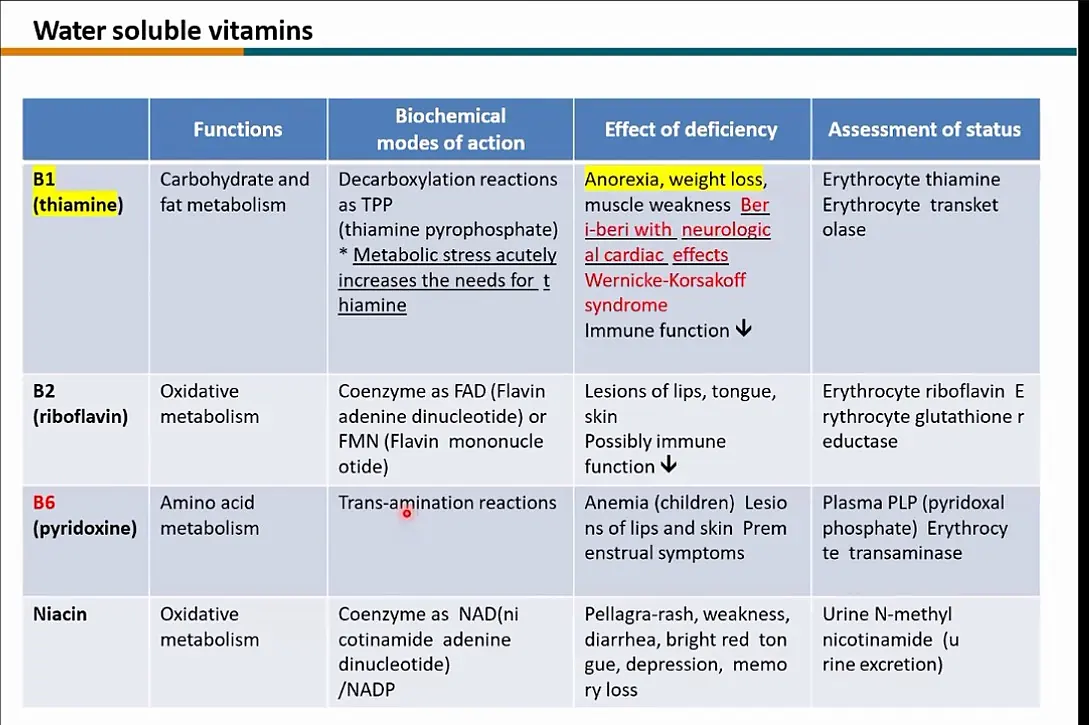 Water soluble vitamins
Functions
Biochemical
modes of action
Effect of deficiency
Assessment of status
B1
(thiamine)
Carbohydrate and
fat metabolism
Decarboxylation reactions
as TPP
(thiamine pyrophosphate)
* Metabolic stress acutely
increases the needs for t
hiamine
Anorexia, weight loss,
muscle weakness Ber
i-beri with neurologic
al cardiac effects
Wernicke-Korsakoff
syndrome
Immune function ↓
Erythrocyte thiamine
Erythrocyte transket
olase
B2
(riboflavin)
Oxidative
metabolism
Coenzyme as FAD (Flavin
adenine dinucleotide) or
FMN (Flavin mononucle
otide)
Lesions of lips, tongue,
skin
Possibly immune
function ↓
Erythrocyte riboflavin E
rythrocyte glutathione r
eductase
B6
(pyridoxine)
Amino acid
metabolism
Trans-amination reactions
Anemia (children) Lesio
ns of lips and skin Prem
enstrual symptoms
Plasma PLP (pyridoxal
phosphate) Erythrocy
te transaminase
Niacin
Oxidative
metabolism
Coenzyme as NAD(ni
cotinamide adenine
dinucleotide)
/NADP
Pellagra-rash, weakness,
diarrhea, bright red ton
gue, depression, memo
ry loss
Urine N-methyl
nicotinamide (u
rine excretion)